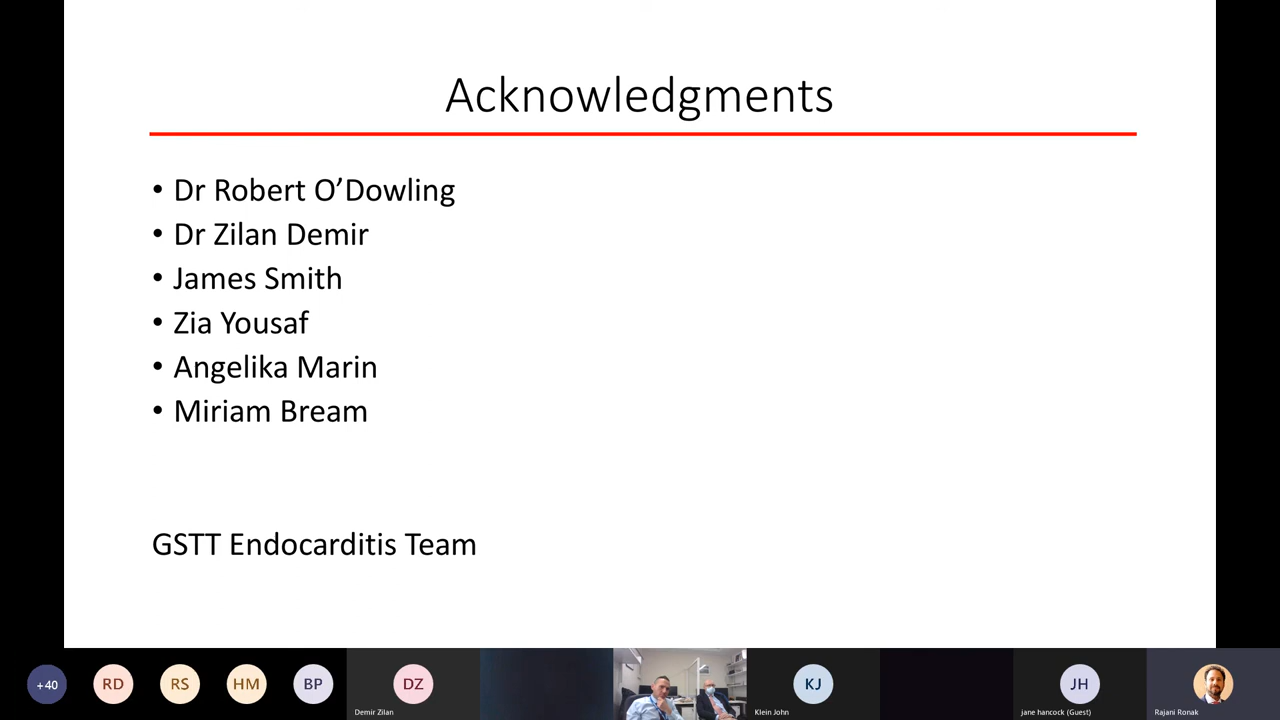 Acknowledgments
• Dr Robert O’Dowling
• Dr Zilan Demir
• James Smith
• Zia Yousaf
• Angelika Marin
• Miriam Bream
GSTT Endocarditis Team
+40 RD RS HM BP DZ KJ JH
Demir Zilan Klein John jane hancock (Guest) Rajani Ronak